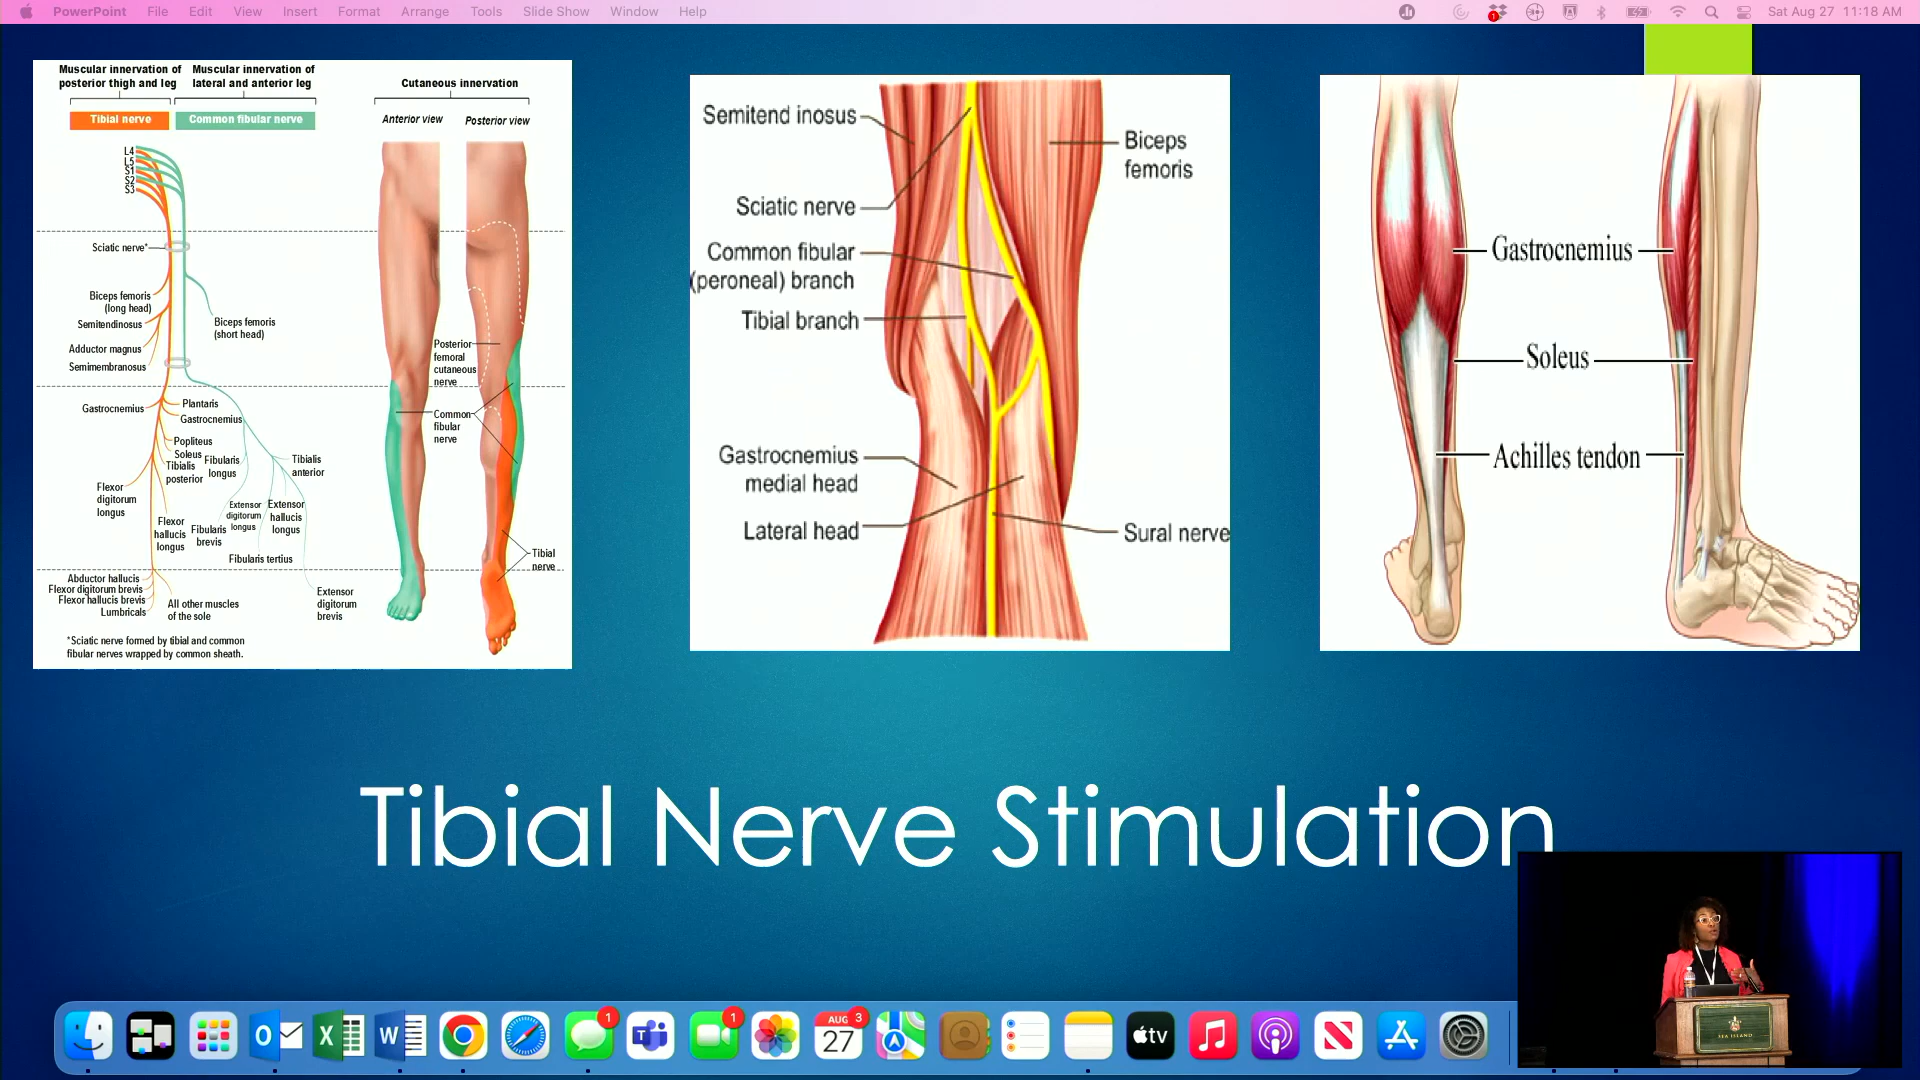 PowerPoint File Edit View Insert Format Arrange Tools Slide Show Window Help
1
Sat Aug 27 11:18 AM
Muscular innervation of
posterior thigh and leg
Muscular innervation of
lateral and anterior leg
Cutaneous innervation
Tibial nerve
Common fibular nerve
Anterior view
Posterior view
L4
L5
S1
S2
S3
Sciatic nerve*
Biceps femoris
(long head)
Semitendinosus
Adductor magnus
Semimembranosus
Biceps femoris
(short head)
Posterior
femoral
cutaneous
nerve
Common
fibular
nerve
Gastrocnemius
Plantaris
Gastrocnemius
Popliteus
Soleus
Tibialis
posterior
Fibularis
longus
Tibialis
anterior
Flexor
digitorum
longus
Flexor
hallucis
longus
Fibularis
brevis
Extensor
digitorum
longus
Extensor
hallucis
longus
Fibularis tertius
Tibial
nerve
Abductor hallucis
Flexor digitorum brevis
Flexor hallucis brevis
Lumbricals
All other muscles
of the sole
Extensor
digitorum
brevis
*Sciatic nerve formed by tibial and common
fibular nerves wrapped by common sheath.
Semitend inosus
Biceps
femoris
Sciatic nerve
Common fibular
(peroneal) branch
Tibial branch
Gastrocnemius
medial head
Lateral head
Sural nerve
Gastrocnemius
Soleus
Achilles tendon
Tibial Nerve Stimulation
1
1
AUG 3
27
tv
SEA ISLAND